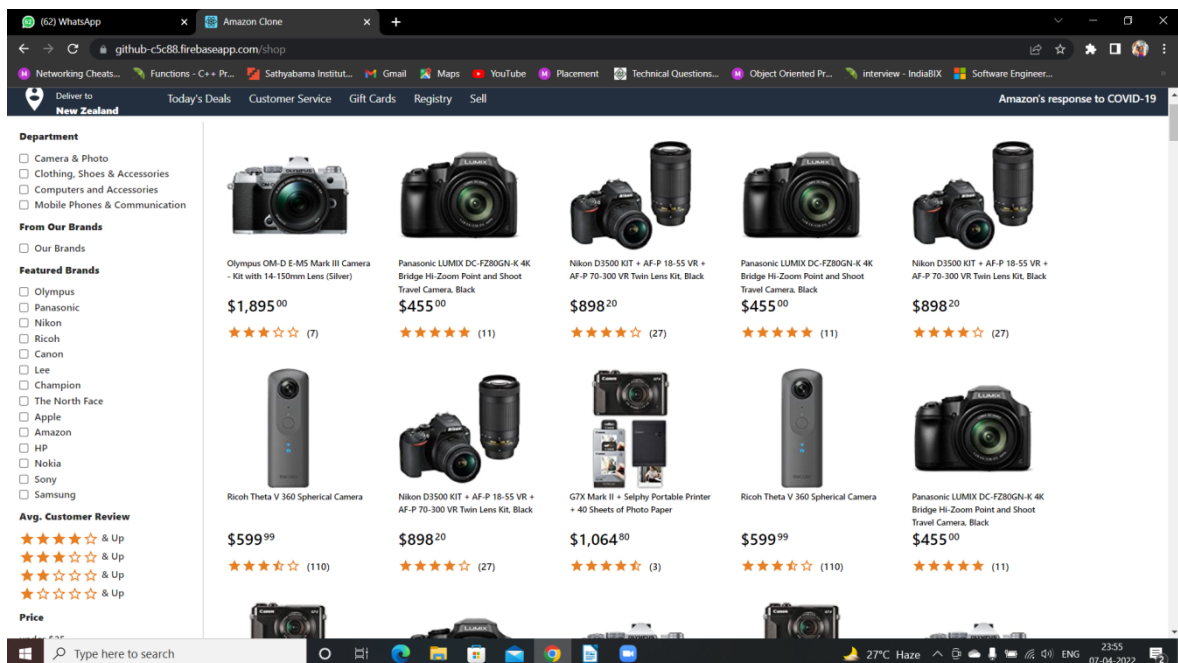 (62) WhatsApp
Amazon Clone
github-c5c88.firebaseapp.com/shop
Networking Cheats...
Functions - C++ Pr...
Sathyabama Institut...
Gmail
Maps
YouTube
Placement
Technical Questions...
Object Oriented Pr...
interview - IndiaBIX
Software Engineer...
Deliver to
New Zealand
Today's Deals
Customer Service
Gift Cards
Registry
Sell
Amazon's response to COVID-19
Department
Camera & Photo
Clothing, Shoes & Accessories
Computers and Accessories
Mobile Phones & Communication
From Our Brands
Our Brands
Featured Brands
Olympus
Panasonic
Nikon
Ricoh
Canon
Lee
Champion
The North Face
Apple
Amazon
HP
Nokia
Sony
Samsung
Avg. Customer Review
& Up
& Up
& Up
& Up
Price
under $25
Olympus OM-D E-M5 Mark III Camera
- Kit with 14-150mm Lens (Silver)
$1,895 00
(7)
Panasonic LUMIX DC-FZ80GN-K 4K
Bridge Hi-Zoom Point and Shoot
Travel Camera, Black
$455 00
(11)
Nikon D3500 KIT + AF-P 18-55 VR +
AF-P 70-300 VR Twin Lens Kit, Black
$898 20
(27)
Panasonic LUMIX DC-FZ80GN-K 4K
Bridge Hi-Zoom Point and Shoot
Travel Camera, Black
$455 00
(11)
Nikon D3500 KIT + AF-P 18-55 VR +
AF-P 70-300 VR Twin Lens Kit, Black
$898 20
(27)
Ricoh Theta V 360 Spherical Camera
$599 99
(110)
Nikon D3500 KIT + AF-P 18-55 VR +
AF-P 70-300 VR Twin Lens Kit, Black
$898 20
(27)
G7X Mark II + Selphy Portable Printer
+ 40 Sheets of Photo Paper
$1,064 80
(3)
Ricoh Theta V 360 Spherical Camera
$599 99
(110)
Panasonic LUMIX DC-FZ80GN-K 4K
Bridge Hi-Zoom Point and Shoot
Travel Camera, Black
$455 00
(11)
Type here to search
27°C Haze
ENG
23:55
07-04-2022